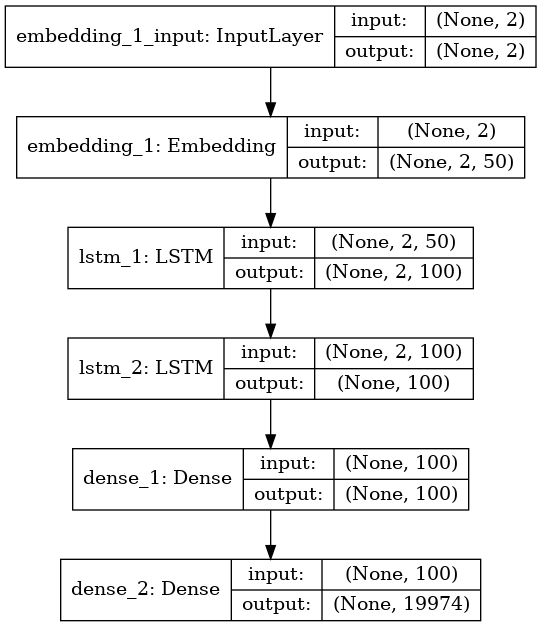 embedding_1_input: InputLayer input: (None, 2)
output: (None, 2)
embedding_1: Embedding input: (None, 2)
output: (None, 2, 50)
lstm_1: LSTM input: (None, 2, 50)
output: (None, 2, 100)
lstm_2: LSTM input: (None, 2, 100)
output: (None, 100)
dense_1: Dense input: (None, 100)
output: (None, 100)
dense_2: Dense input: (None, 100)
output: (None, 19974)